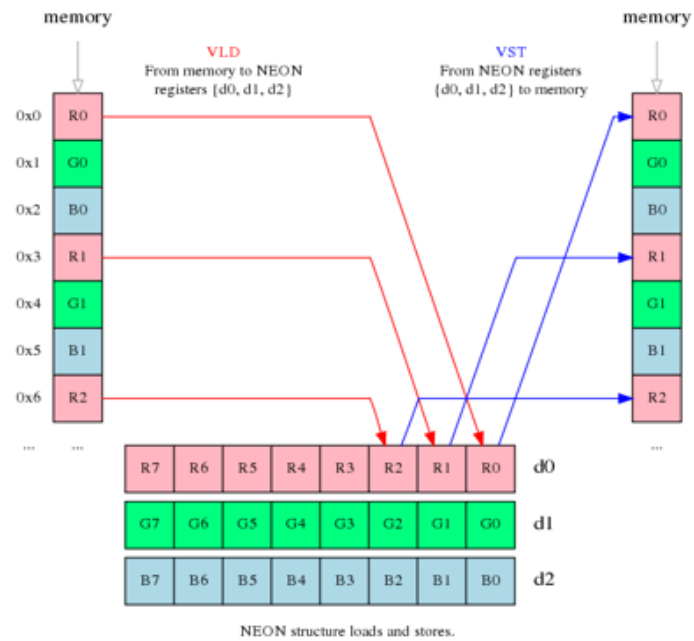 memory
memory
VLD
From memory to NEON
registers {d0, d1, d2}
VST
From NEON registers
{d0, d1, d2} to memory
0x0 R0 R0
0x1 G0 G0
0x2 B0 B0
0x3 R1 R1
0x4 G1 G1
0x5 B1 B1
0x6 R2 R2
... ... ...
R7 R6 R5 R4 R3 R2 R1 R0 d0
G7 G6 G5 G4 G3 G2 G1 G0 d1
B7 B6 B5 B4 B3 B2 B1 B0 d2
NEON structure loads and stores.